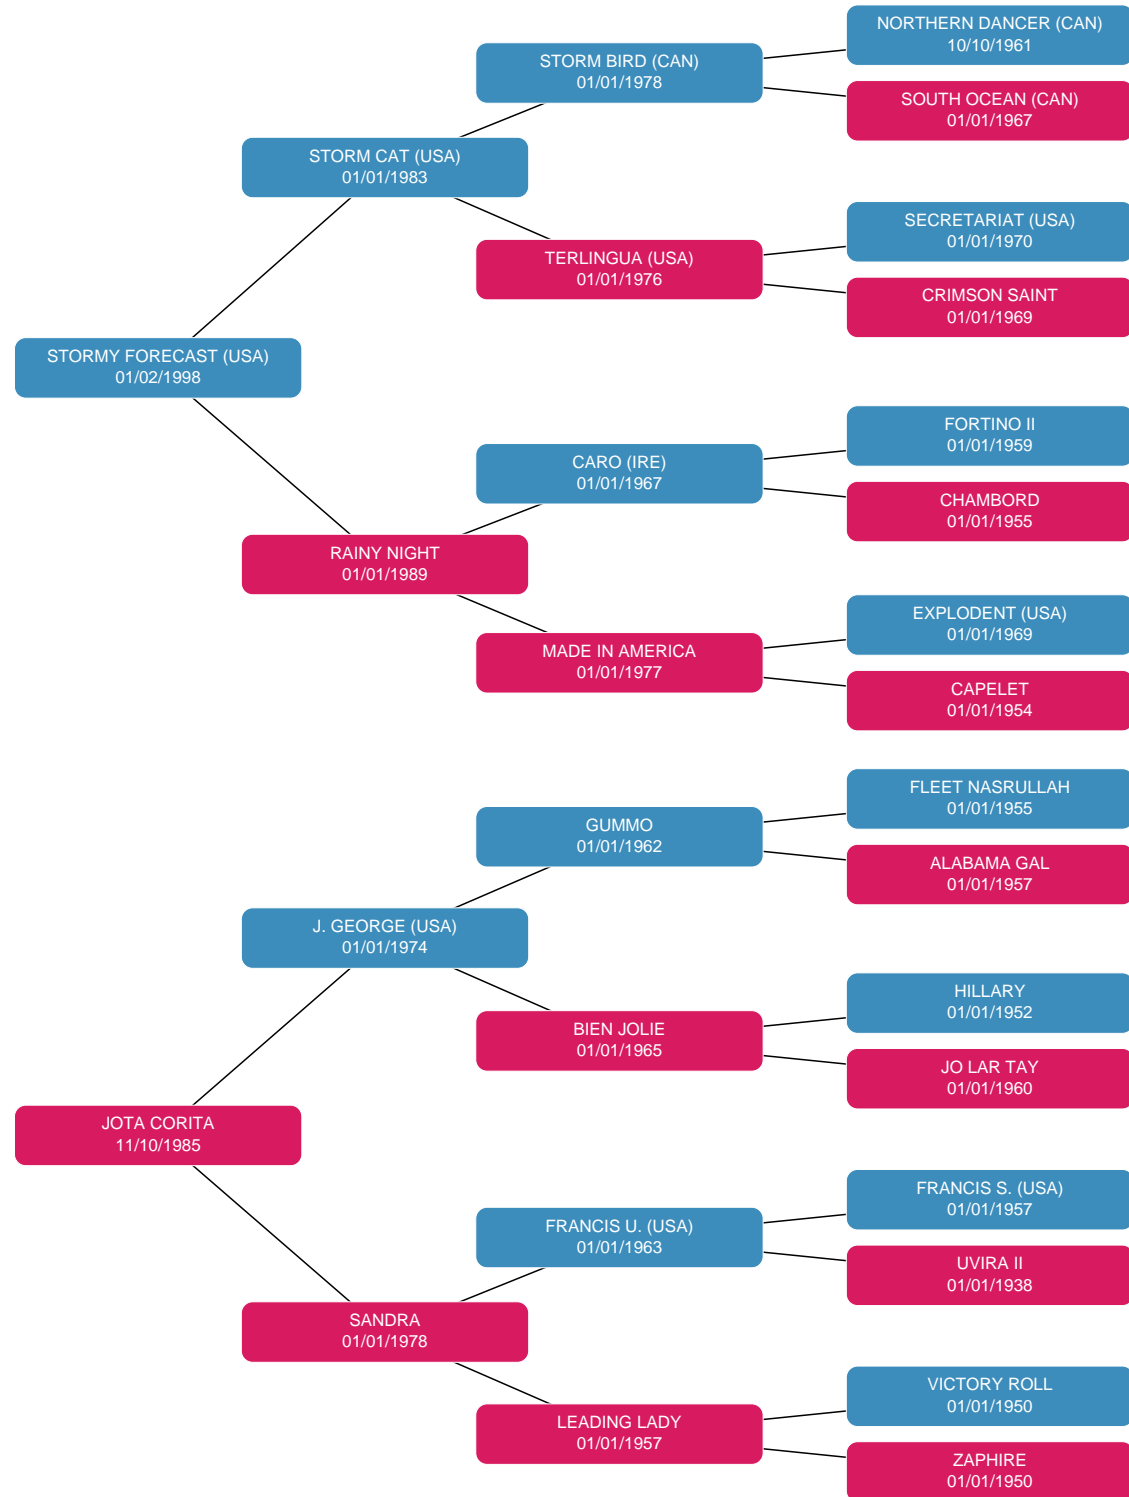 NORTHERN DANCER (CAN)
10/10/1961
STORM BIRD (CAN)
01/01/1978
SOUTH OCEAN (CAN)
01/01/1967
STORM CAT (USA)
01/01/1983
SECRETARIAT (USA)
01/01/1970
TERLINGUA (USA)
01/01/1976
CRIMSON SAINT
01/01/1969
STORMY FORECAST (USA)
01/02/1998
FORTINO II
01/01/1959
CARO (IRE)
01/01/1967
CHAMBORD
01/01/1955
RAINY NIGHT
01/01/1989
EXPLODENT (USA)
01/01/1969
MADE IN AMERICA
01/01/1977
CAPELET
01/01/1954
FLEET NASRULLAH
01/01/1955
GUMMO
01/01/1962
ALABAMA GAL
01/01/1957
J. GEORGE (USA)
01/01/1974
HILLARY
01/01/1952
BIEN JOLIE
01/01/1965
JO LAR TAY
01/01/1960
JOTA CORITA
11/10/1985
FRANCIS S. (USA)
01/01/1957
FRANCIS U. (USA)
01/01/1963
UVIRA II
01/01/1938
SANDRA
01/01/1978
VICTORY ROLL
01/01/1950
LEADING LADY
01/01/1957
ZAPHIRE
01/01/1950